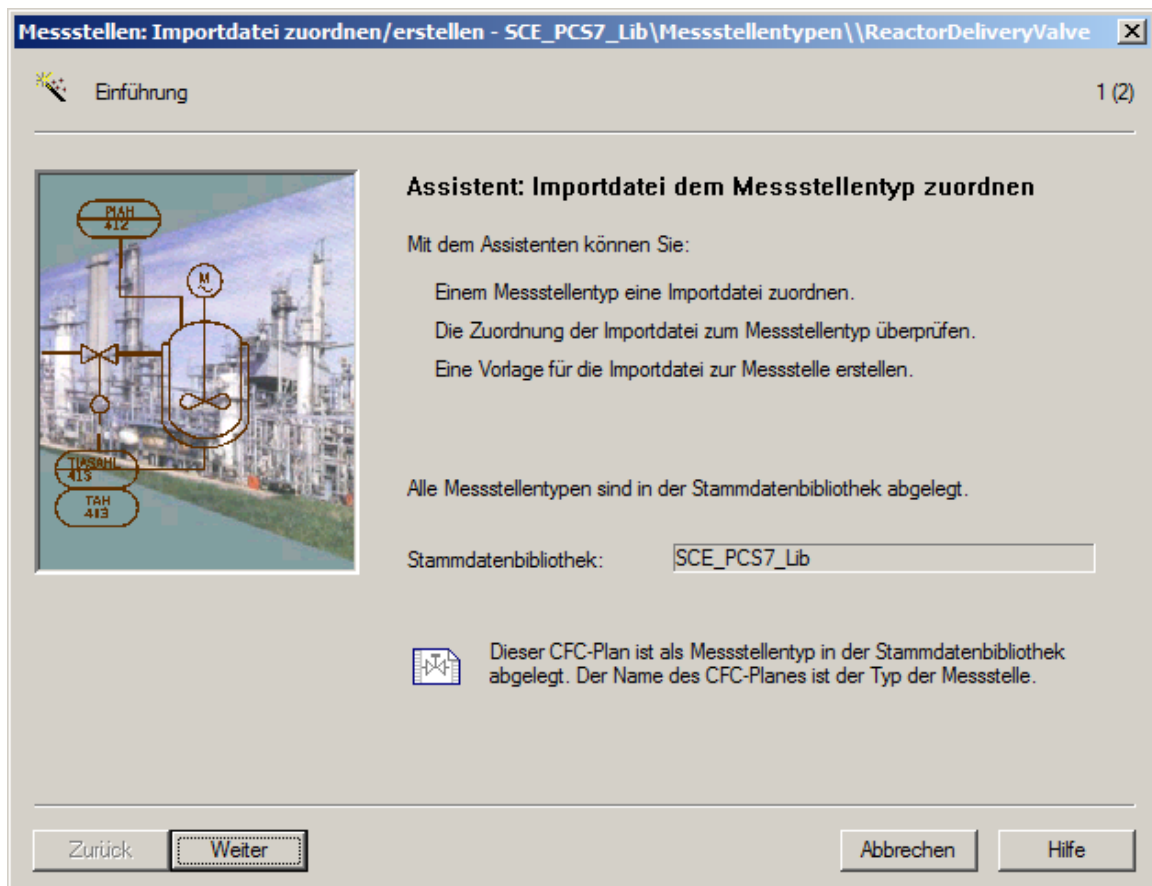 Messstellen: Importdatei zuordnen/erstellen - SCE_PCS7_Lib\Messstellentypen\\ReactorDeliveryValve
Einführung
1 (2)
PIAH
412
M
TIASAHL
413
TAH
413
Assistent: Importdatei dem Messstellentyp zuordnen
Mit dem Assistenten können Sie:
Einem Messstellentyp eine Importdatei zuordnen.
Die Zuordnung der Importdatei zum Messstellentyp überprüfen.
Eine Vorlage für die Importdatei zur Messstelle erstellen.
Alle Messstellentypen sind in der Stammdatenbibliothek abgelegt.
Stammdatenbibliothek: SCE_PCS7_Lib
Dieser CFC-Plan ist als Messstellentyp in der Stammdatenbibliothek
abgelegt. Der Name des CFC-Planes ist der Typ der Messstelle.
Zurück
Weiter
Abbrechen
Hilfe